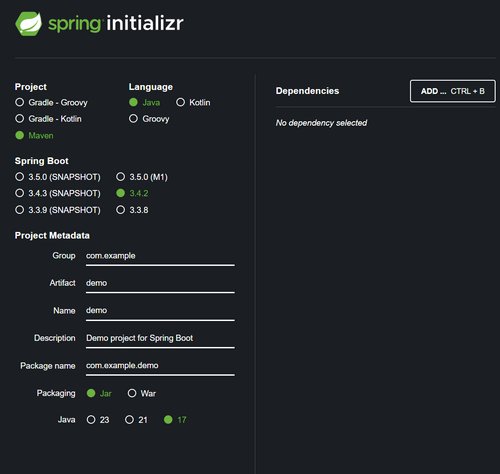 spring initializr
Project
Gradle - Groovy
Gradle - Kotlin
Maven
Language
Java Kotlin
Groovy
Spring Boot
3.5.0 (SNAPSHOT) 3.5.0 (M1)
3.4.3 (SNAPSHOT) 3.4.2
3.3.9 (SNAPSHOT) 3.3.8
Project Metadata
Group com.example
Artifact demo
Name demo
Description Demo project for Spring Boot
Package name com.example.demo
Packaging Jar War
Java 23 21 17
Dependencies
ADD ... CTRL + B
No dependency selected